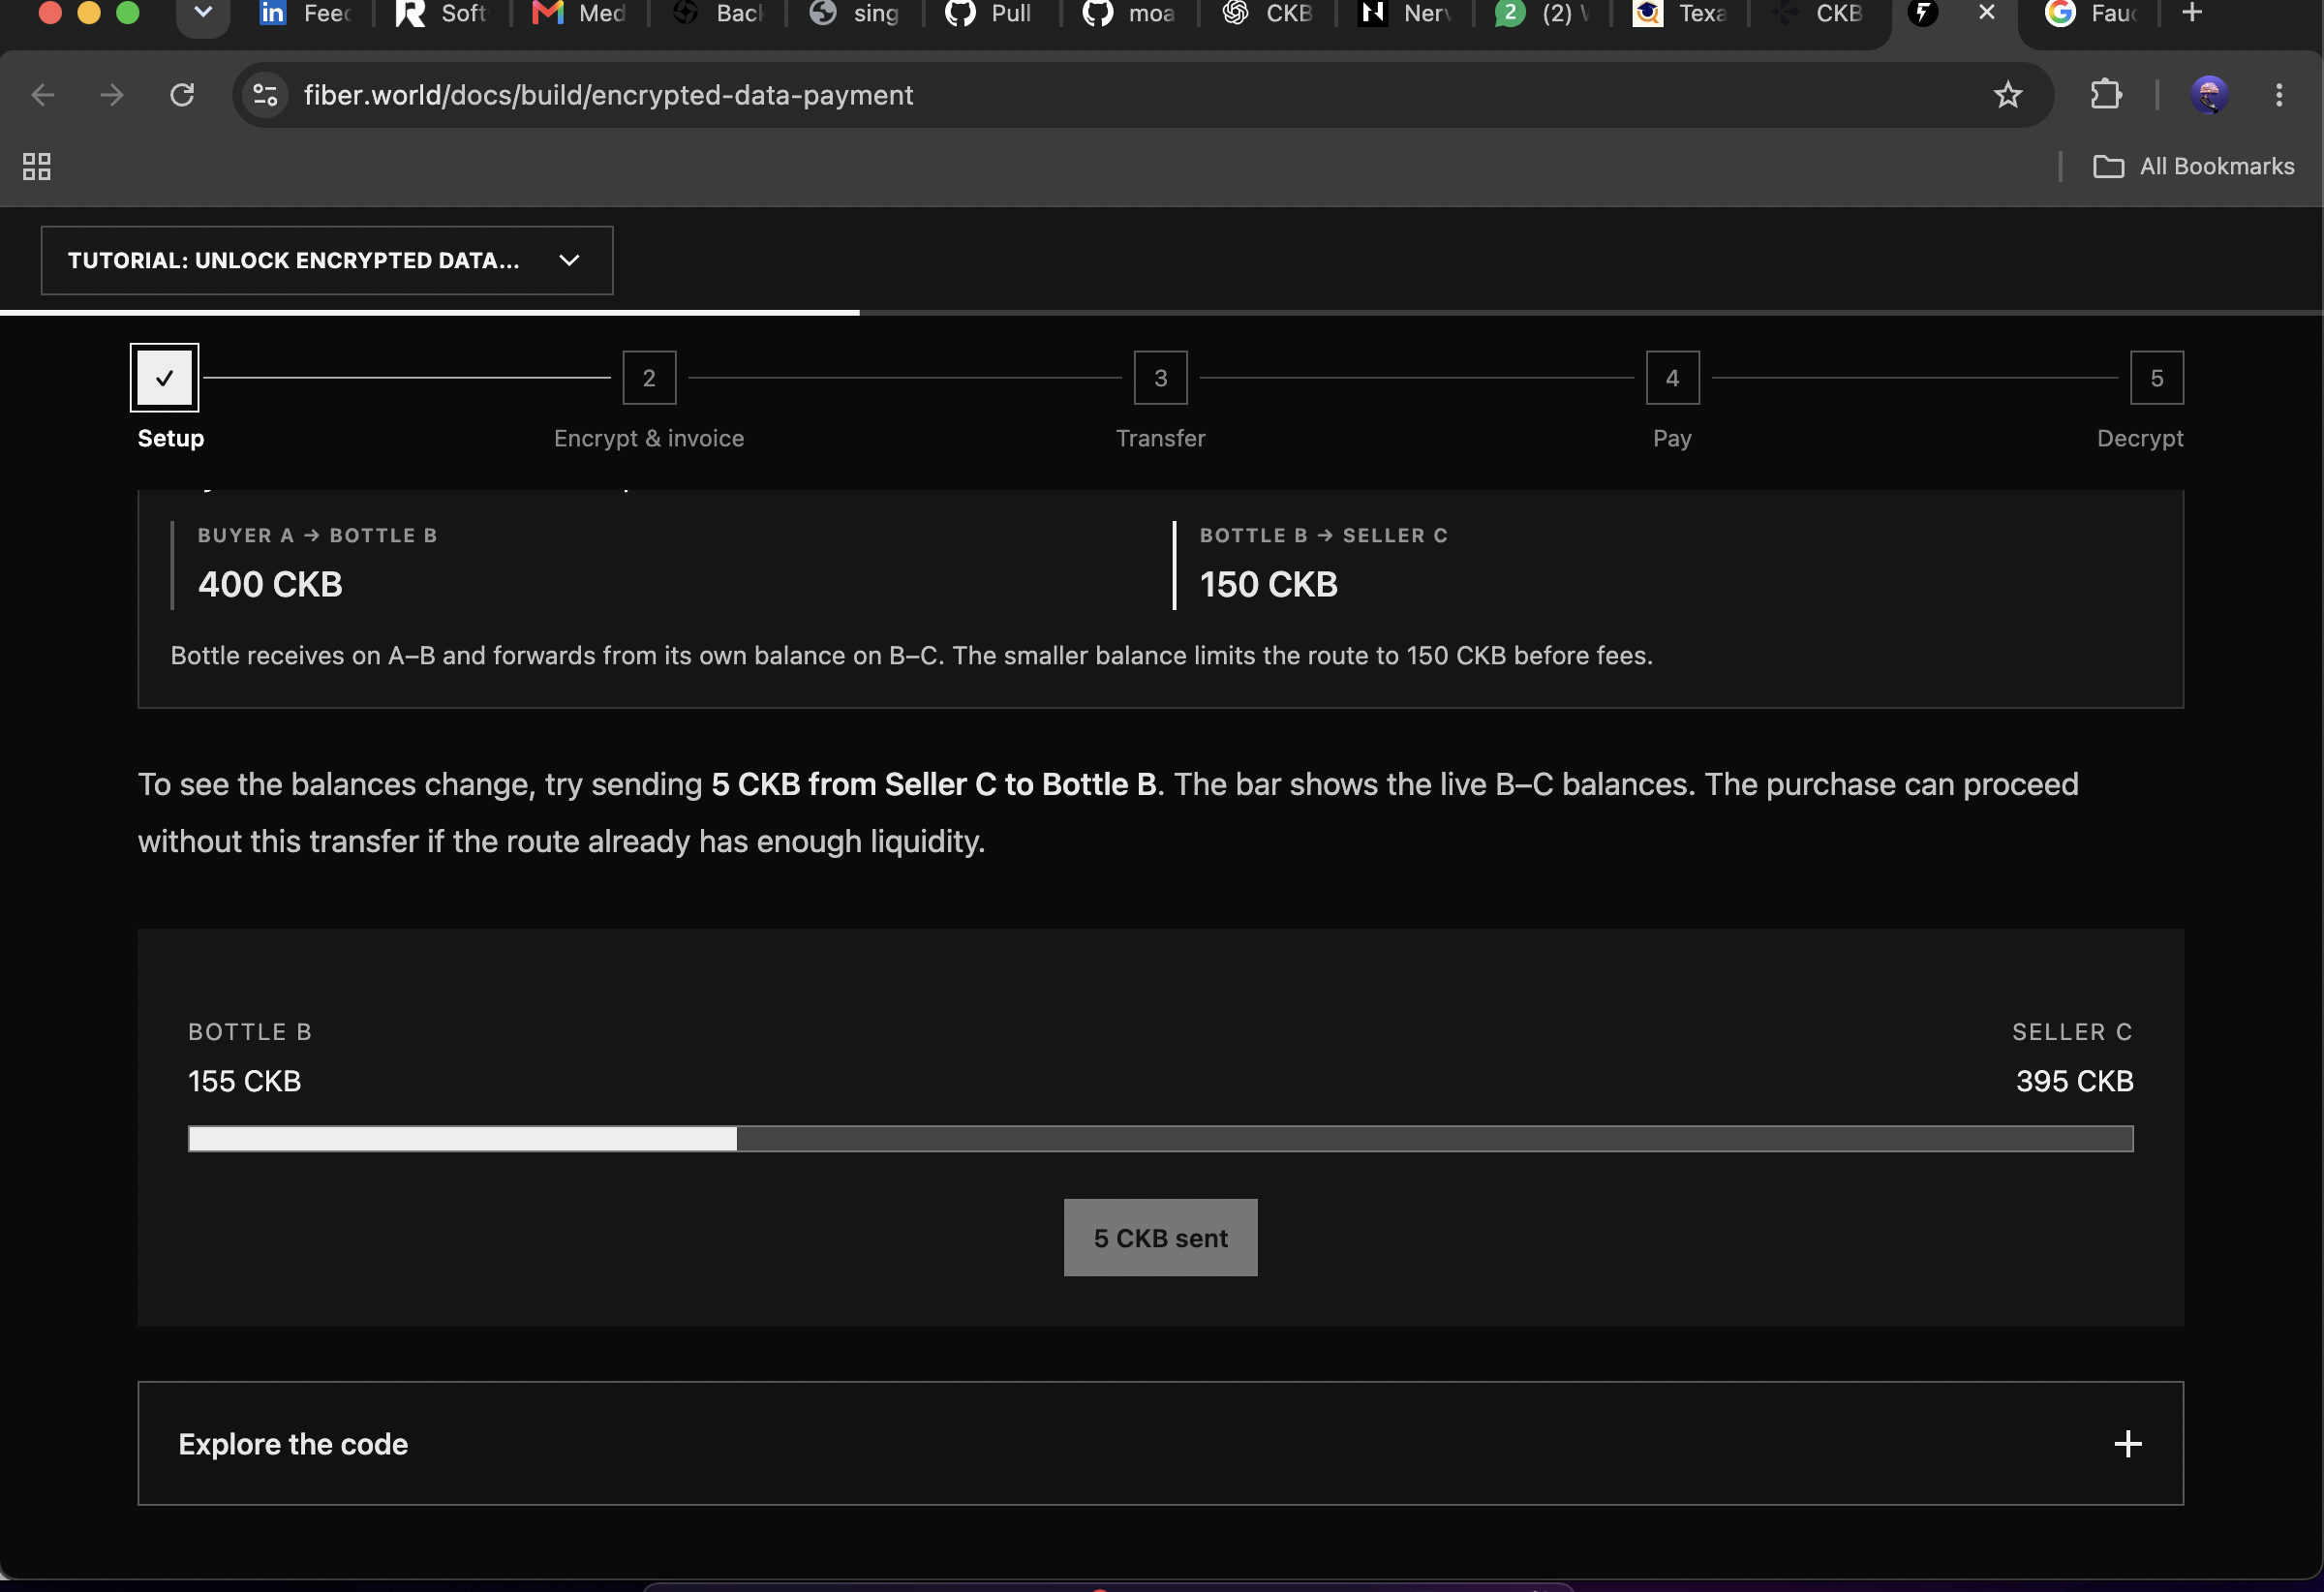 Feed
Soft
Med
Back
sing
Pull
moa
CKB
Nerv
2
(2)
Texa
CKB
Fauc
fiber.world/docs/build/encrypted-data-payment
All Bookmarks
TUTORIAL: UNLOCK ENCRYPTED DATA...
2
3
4
5
Setup
Encrypt & invoice
Transfer
Pay
Decrypt
BUYER A → BOTTLE B
400 CKB
BOTTLE B → SELLER C
150 CKB
Bottle receives on A–B and forwards from its own balance on B–C. The smaller balance limits the route to 150 CKB before fees.
To see the balances change, try sending 5 CKB from Seller C to Bottle B. The bar shows the live B–C balances. The purchase can proceed
without this transfer if the route already has enough liquidity.
BOTTLE B
SELLER C
155 CKB
395 CKB
5 CKB sent
Explore the code